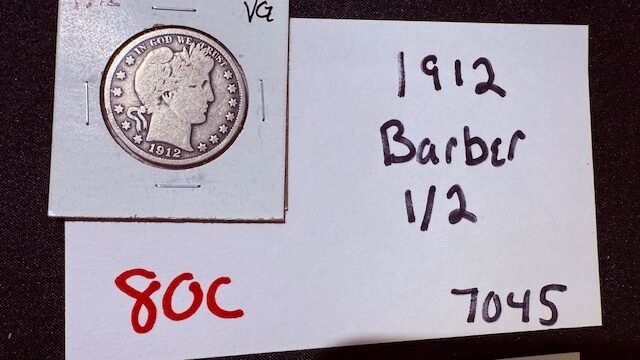 VG
IN GOD WE TRUST
1912
1912
Barber
1/2
80C
7045